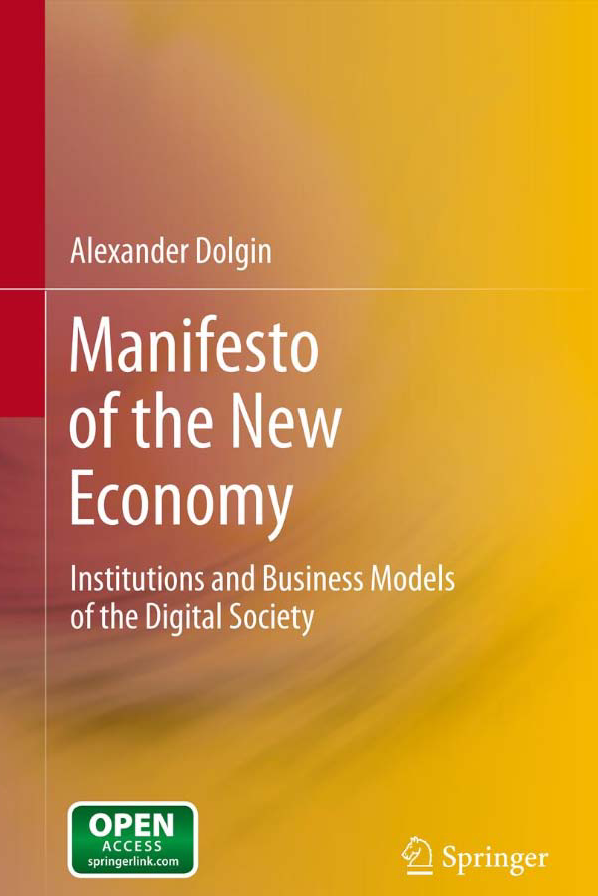 Alexander Dolgin
Manifesto
of the New
Economy
Institutions and Business Models
of the Digital Society
OPEN
ACCESS
springerlink.com
Springer